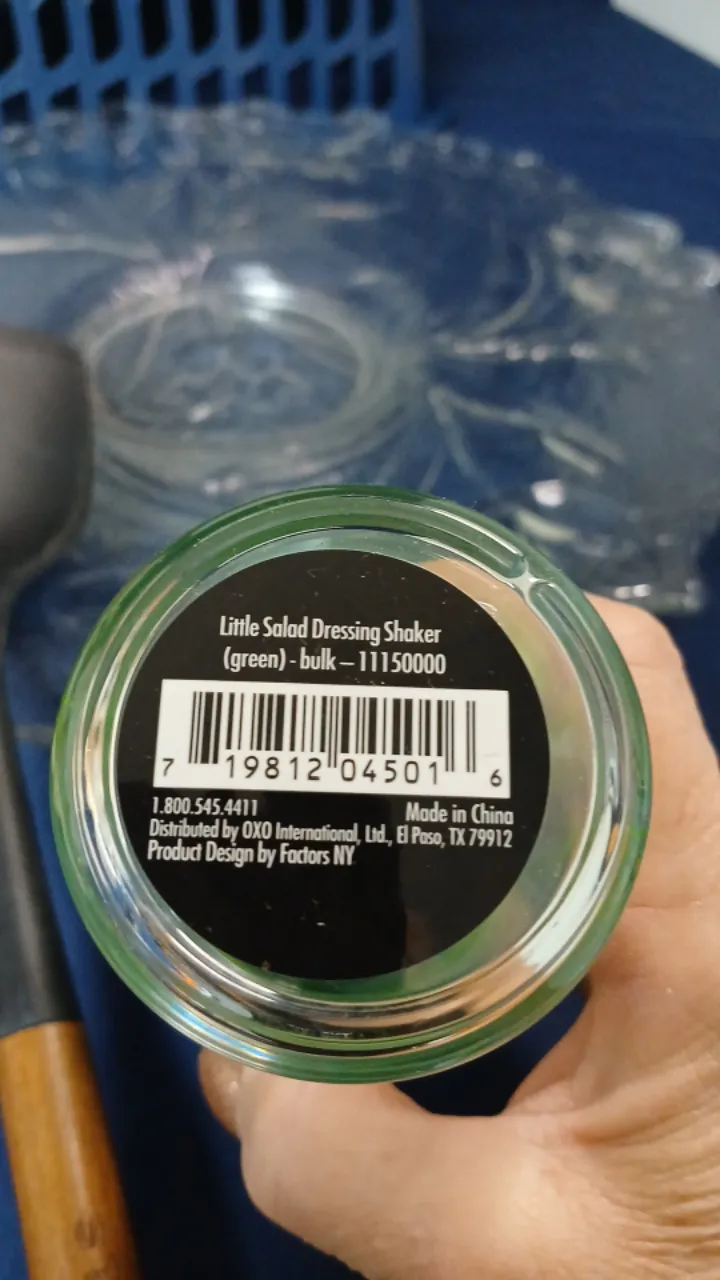 Little Salad Dressing Shaker
(green) - bulk – 11150000
7 19812 04501 6
1.800.545.4411 Made in China
Distributed by OXO International, Ltd., El Paso, TX 79912
Product Design by Factors NY